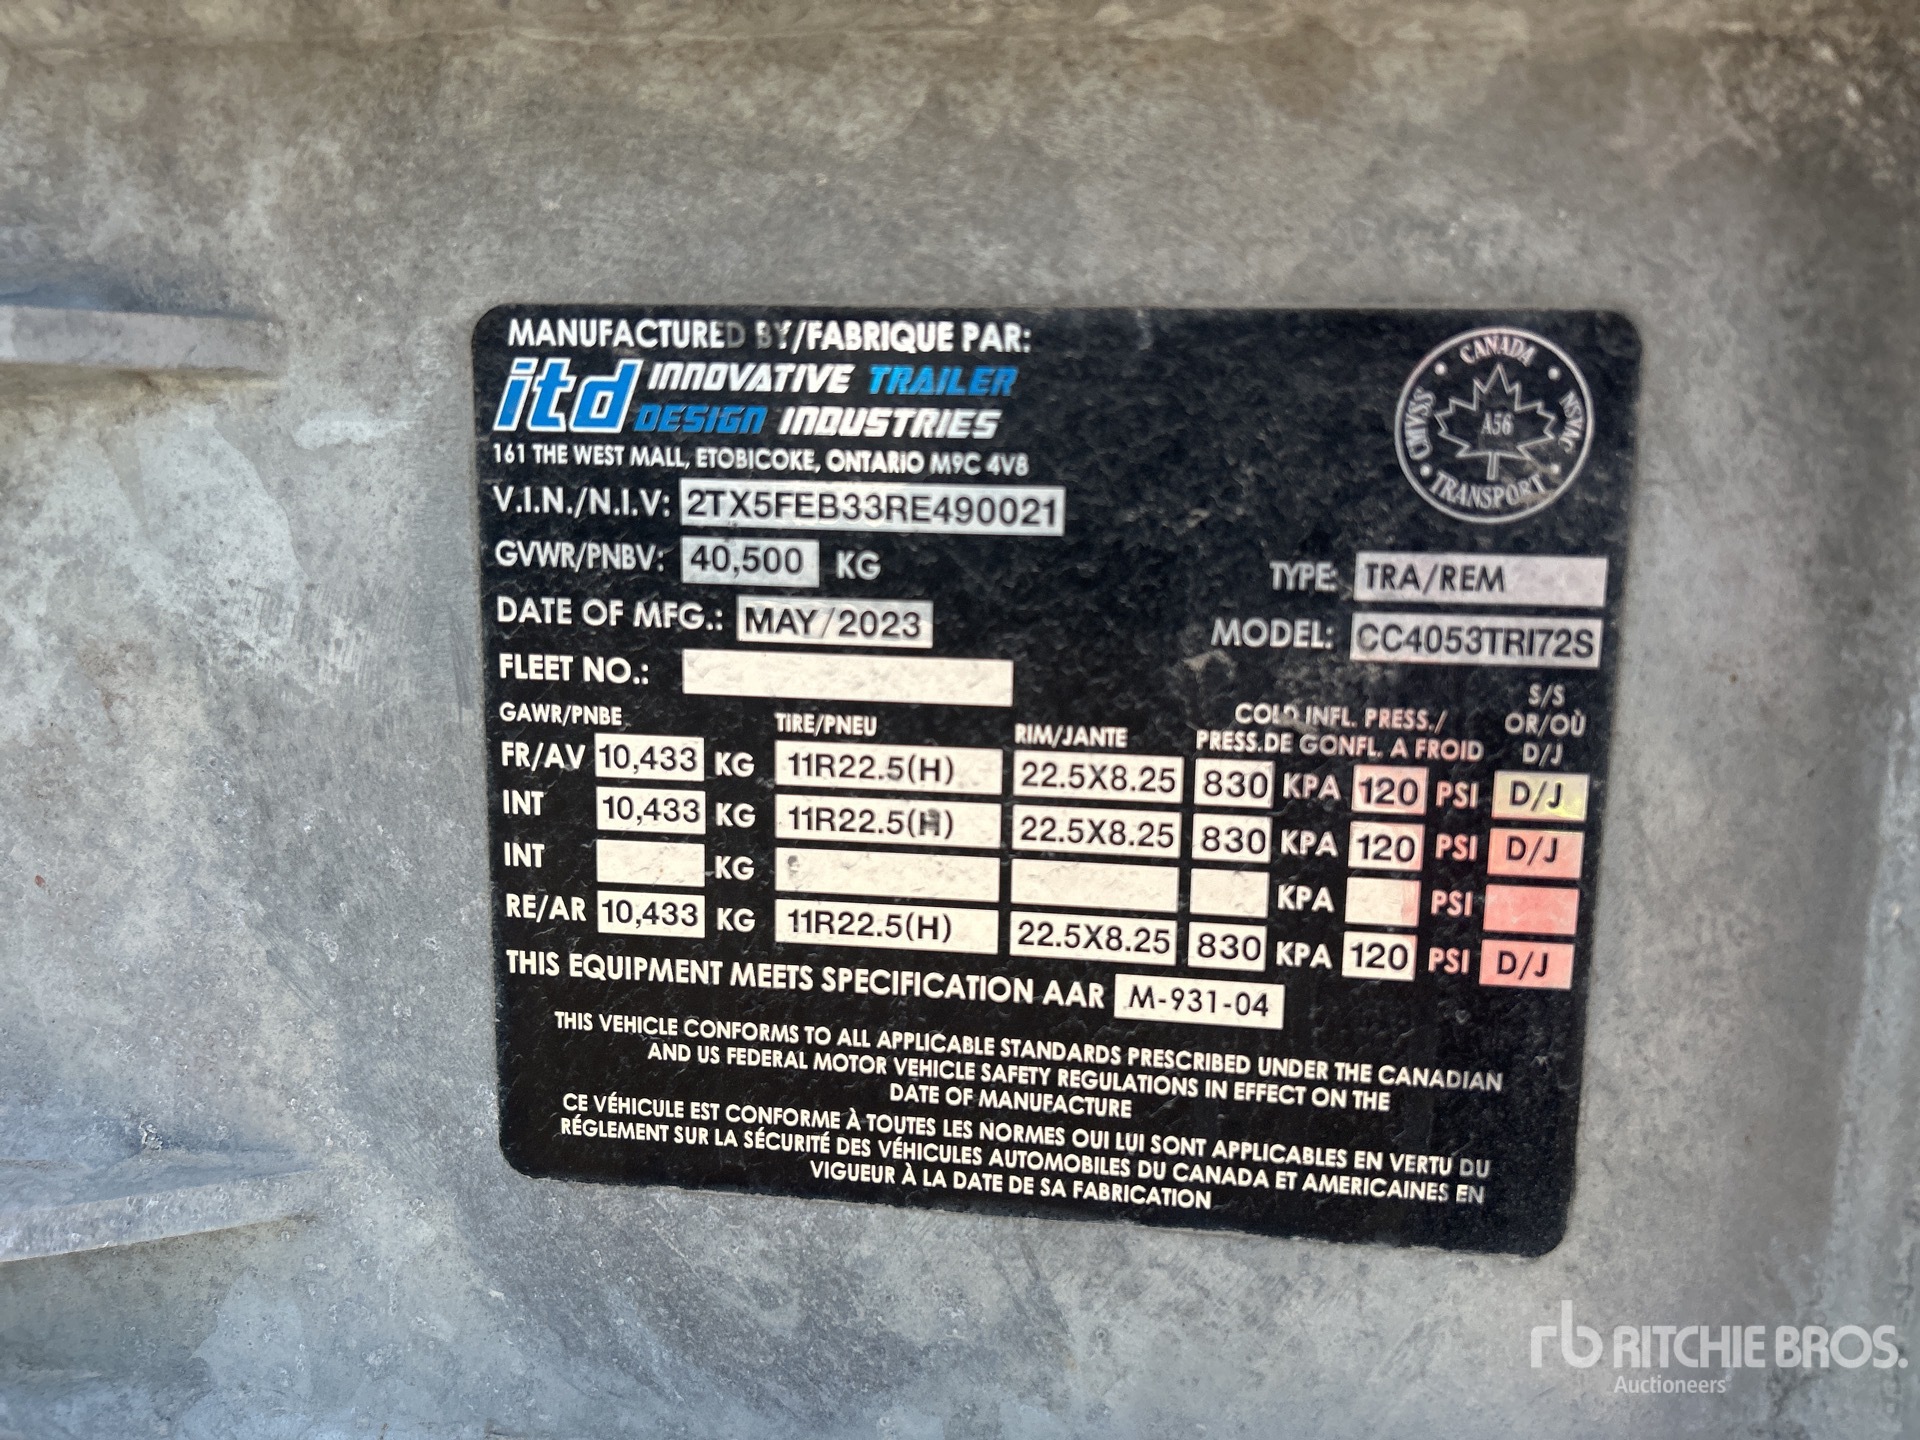 MANUFACTURED BY/FABRIQUE PAR:
itd INNOVATIVE TRAILER
DESIGN INDUSTRIES
161 THE WEST MALL, ETOBICOKE, ONTARIO M9C 4V8
CANADA
CMVSS
NSVAC
A56
TRANSPORT
V.I.N./N.I.V: 2TX5FEB33RE490021
GVWR/PNBV: 40,500 KG
TYPE: TRA/REM
DATE OF MFG.: MAY/2023
MODEL: CC4053TRI72S
FLEET NO.:
GAWR/PNBE TIRE/PNEU RIM/JANTE COLD INFL. PRESS./ PRESS.DE GONFL. A FROID S/S OR/OÙ D/J
FR/AV 10,433 KG 11R22.5(H) 22.5X8.25 830 KPA 120 PSI D/J
INT 10,433 KG 11R22.5(H) 22.5X8.25 830 KPA 120 PSI D/J
INT KG KPA PSI
RE/AR 10,433 KG 11R22.5(H) 22.5X8.25 830 KPA 120 PSI D/J
THIS EQUIPMENT MEETS SPECIFICATION AAR M-931-04
THIS VEHICLE CONFORMS TO ALL APPLICABLE STANDARDS PRESCRIBED UNDER THE CANADIAN
AND US FEDERAL MOTOR VEHICLE SAFETY REGULATIONS IN EFFECT ON THE
DATE OF MANUFACTURE
CE VÉHICULE EST CONFORME À TOUTES LES NORMES QUI LUI SONT APPLICABLES EN VERTU DU
RÉGLEMENT SUR LA SÉCURITÉ DES VÉHICULES AUTOMOBILES DU CANADA ET AMERICAINES EN
VIGUEUR À LA DATE DE SA FABRICATION
rb RITCHIE BROS.
Auctioneers